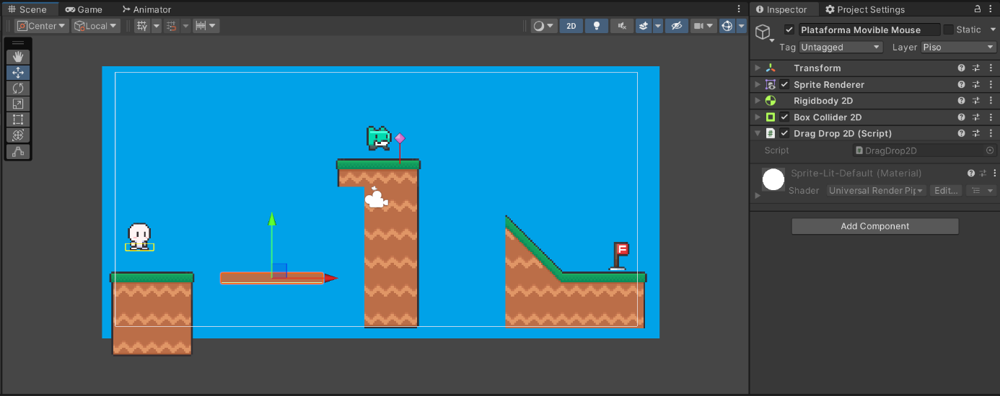 Scene Game Animator
Inspector Project Settings
Center Local
2D
Plataforma Movible Mouse Static
Tag Untagged Layer Piso
Transform
Sprite Renderer
Rigidbody 2D
Box Collider 2D
Drag Drop 2D (Script)
Script DragDrop2D
Sprite-Lit-Default (Material)
Shader Universal Render Pip Edit...
Add Component
F